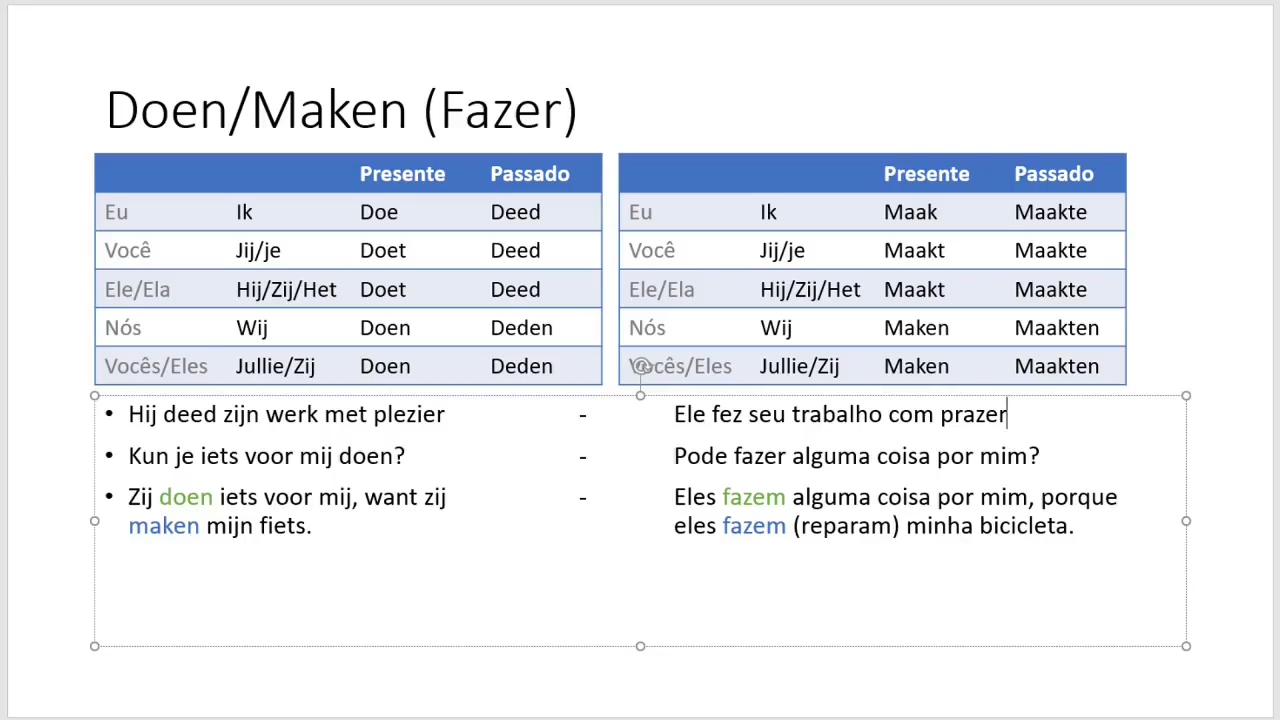 Doen/Maken (Fazer)
Presente Passado
Eu Ik Doe Deed
Você Jij/je Doet Deed
Ele/Ela Hij/Zij/Het Doet Deed
Nós Wij Doen Deden
Vocês/Eles Jullie/Zij Doen Deden
Presente Passado
Eu Ik Maak Maakte
Você Jij/je Maakt Maakte
Ele/Ela Hij/Zij/Het Maakt Maakte
Nós Wij Maken Maakten
Vocês/Eles Jullie/Zij Maken Maakten
• Hij deed zijn werk met plezier - Ele fez seu trabalho com prazer
• Kun je iets voor mij doen? - Pode fazer alguma coisa por mim?
• Zij doen iets voor mij, want zij - Eles fazem alguma coisa por mim, porque
maken mijn fiets. eles fazem (reparam) minha bicicleta.